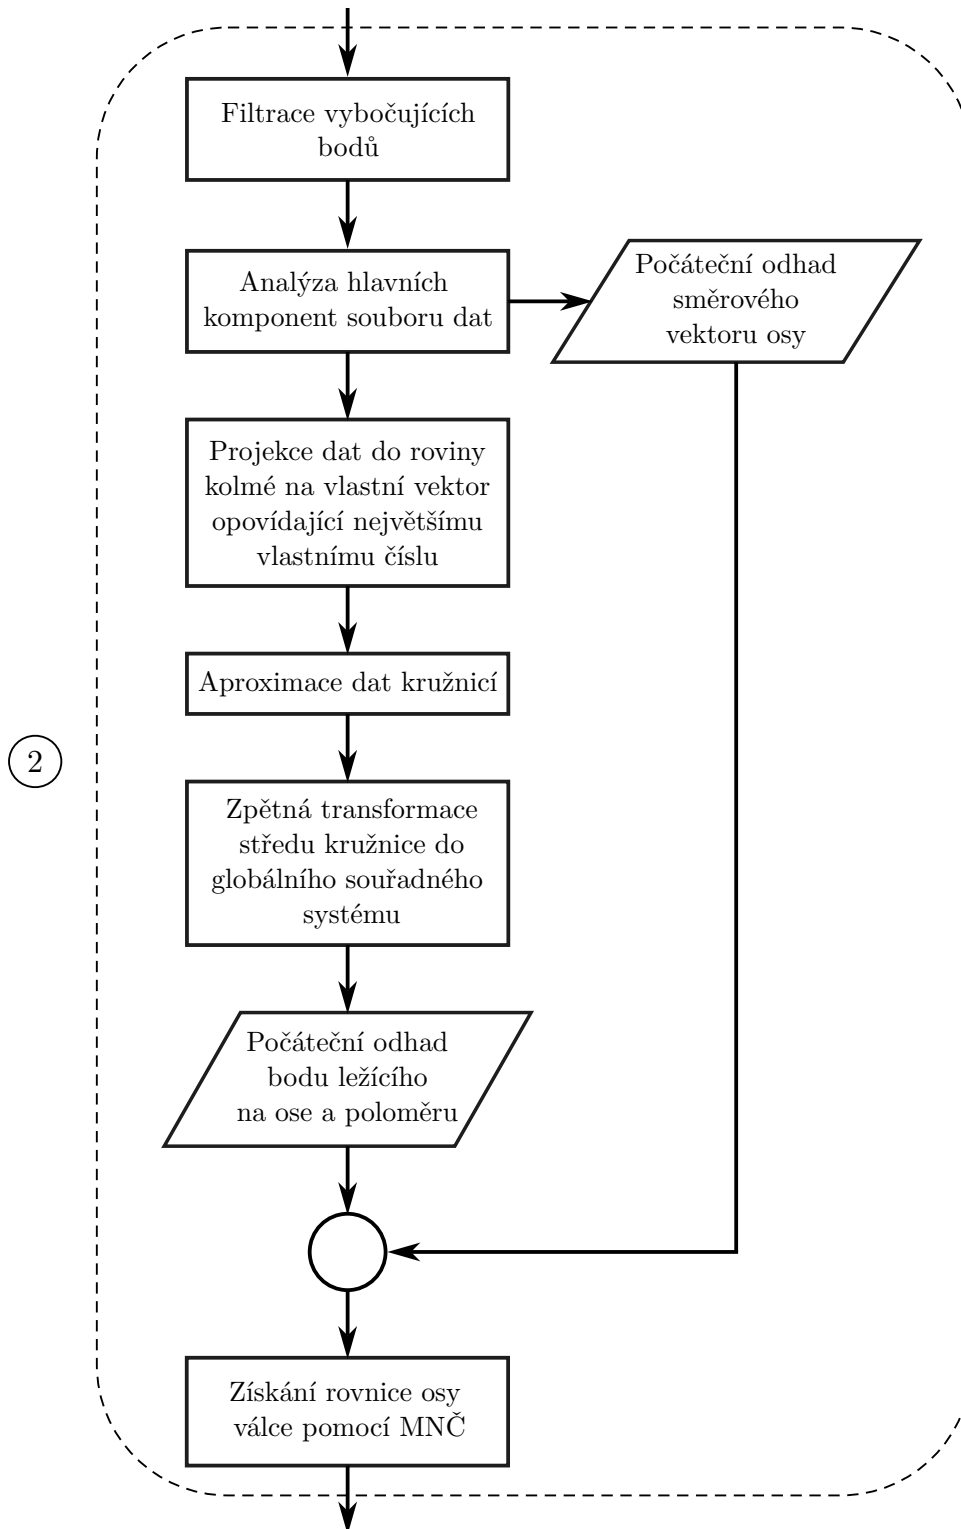 Filtrace vybočujících
bodů
Analýza hlavních
komponent souboru dat
Počáteční odhad
směrového
vektoru osy
Projekce dat do roviny
kolmé na vlastní vektor
opovídající největšímu
vlastnímu číslu
Aproximace dat kružnicí
2
Zpětná transformace
středu kružnice do
globálního souřadného
systému
Počáteční odhad
bodu ležícího
na ose a poloměru
Získání rovnice osy
válce pomocí MNČ